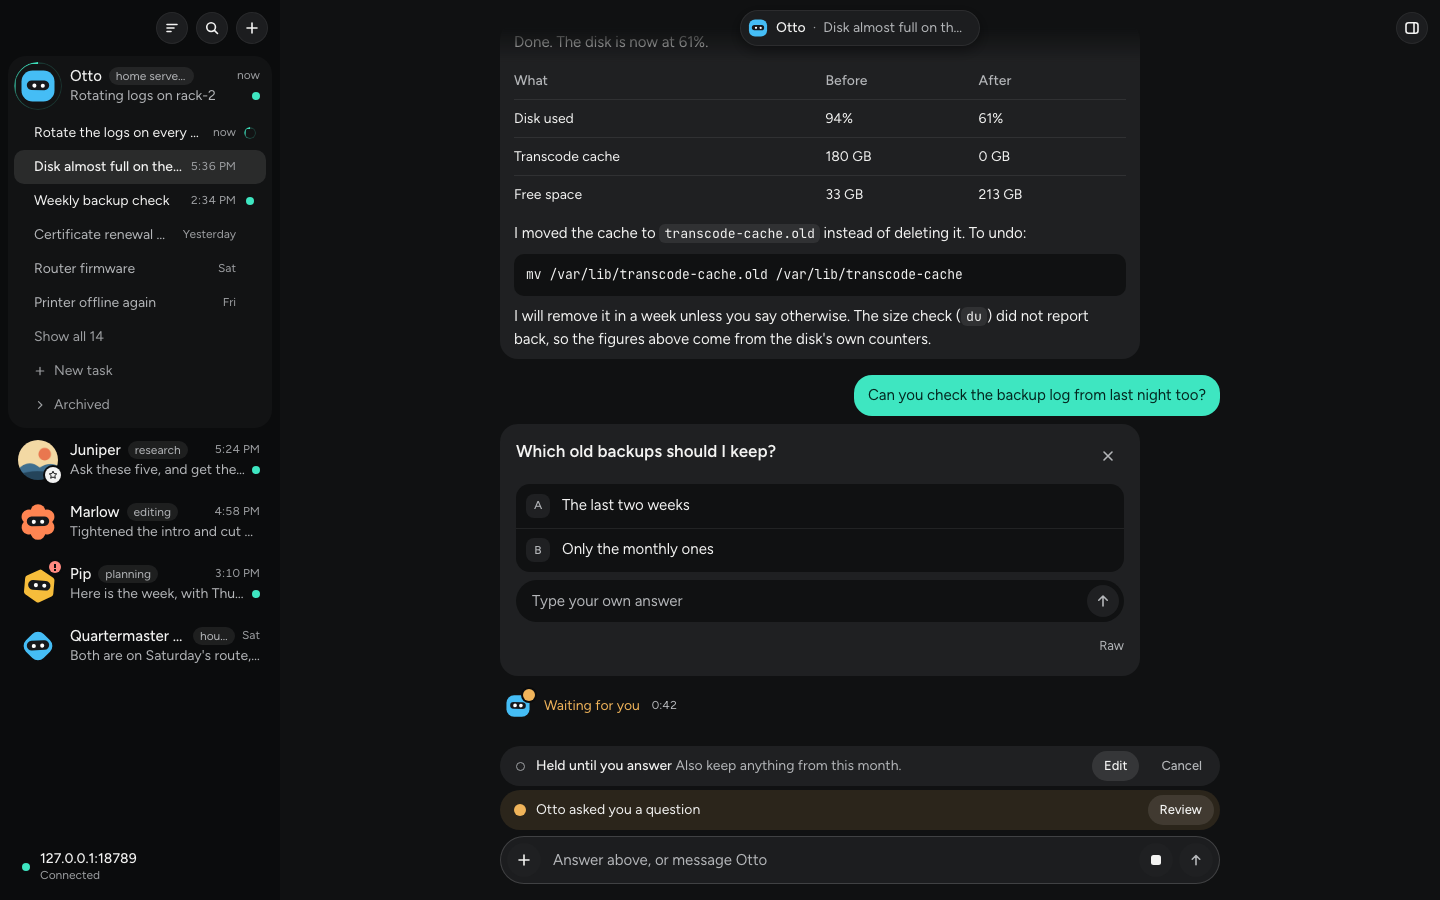 Otto home serve... now
Rotating logs on rack-2
Rotate the logs on every ... now
Disk almost full on the... 5:36 PM
Weekly backup check 2:34 PM
Certificate renewal ... Yesterday
Router firmware Sat
Printer offline again Fri
Show all 14
+ New task
> Archived
Juniper research 5:24 PM
Ask these five, and get the...
Marlow editing 4:58 PM
Tightened the intro and cut ...
Pip planning 3:10 PM
Here is the week, with Thu...
Quartermaster ... hou... Sat
Both are on Saturday's route,...
127.0.0.1:18789
Connected
Otto · Disk almost full on th...
Done. The disk is now at 61%.
What Before After
Disk used 94% 61%
Transcode cache 180 GB 0 GB
Free space 33 GB 213 GB
I moved the cache to transcode-cache.old instead of deleting it. To undo:
mv /var/lib/transcode-cache.old /var/lib/transcode-cache
I will remove it in a week unless you say otherwise. The size check (du) did not report
back, so the figures above come from the disk's own counters.
Can you check the backup log from last night too?
Which old backups should I keep?
A The last two weeks
B Only the monthly ones
Type your own answer
Raw
Waiting for you 0:42
Held until you answer Also keep anything from this month. Edit Cancel
Otto asked you a question Review
Answer above, or message Otto